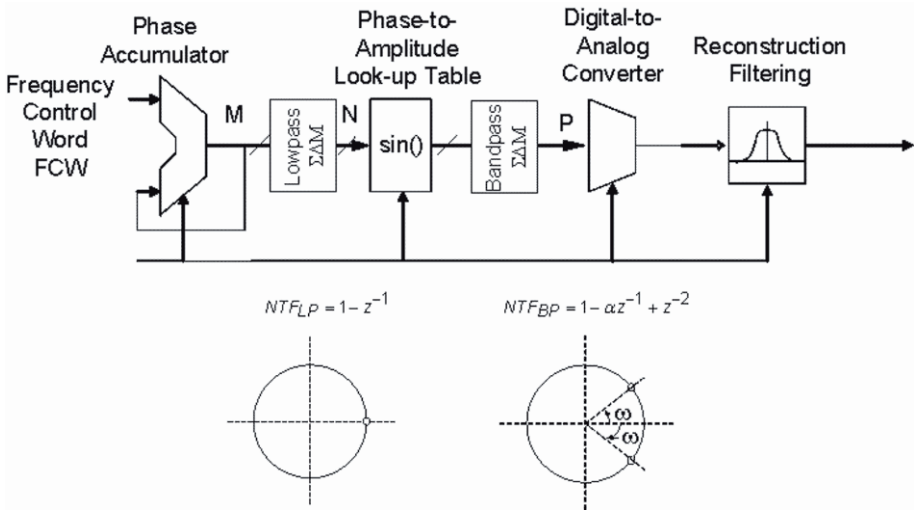 Phase
Accumulator
Phase-to-
Amplitude
Look-up Table
Digital-to-
Analog
Converter
Reconstruction
Filtering
Frequency
Control
Word
FCW
M
Lowpass
ΣΔM
N
sin()
Bandpass
ΣΔM
P
NTF_LP = 1 - z^-1
NTF_BP = 1 - αz^-1 + z^-2
ω
ω